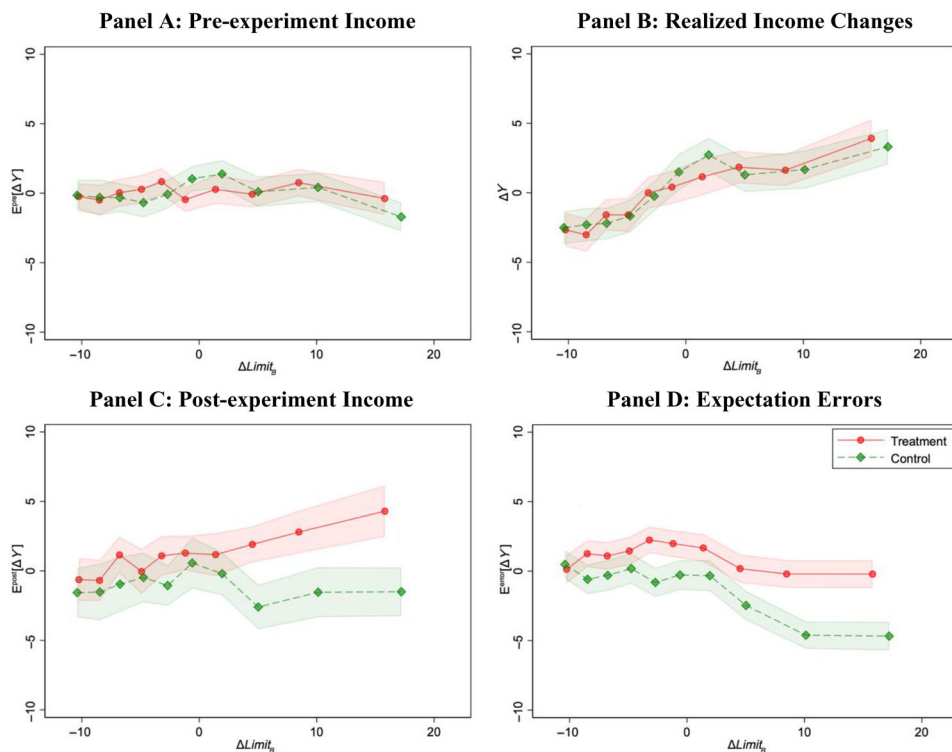 Panel A: Pre-experiment Income
Panel B: Realized Income Changes
10
5
0
−5
−10
E^pre[ΔY]
−10 0 10 20
ΔLimit_B
10
5
0
−5
−10
ΔY
−10 0 10 20
ΔLimit_B
Panel C: Post-experiment Income
Panel D: Expectation Errors
10
5
0
−5
−10
E^post[ΔY]
−10 0 10 20
ΔLimit_B
10
5
0
−5
−10
E^error[ΔY]
−10 0 10 20
ΔLimit_B
Treatment
Control